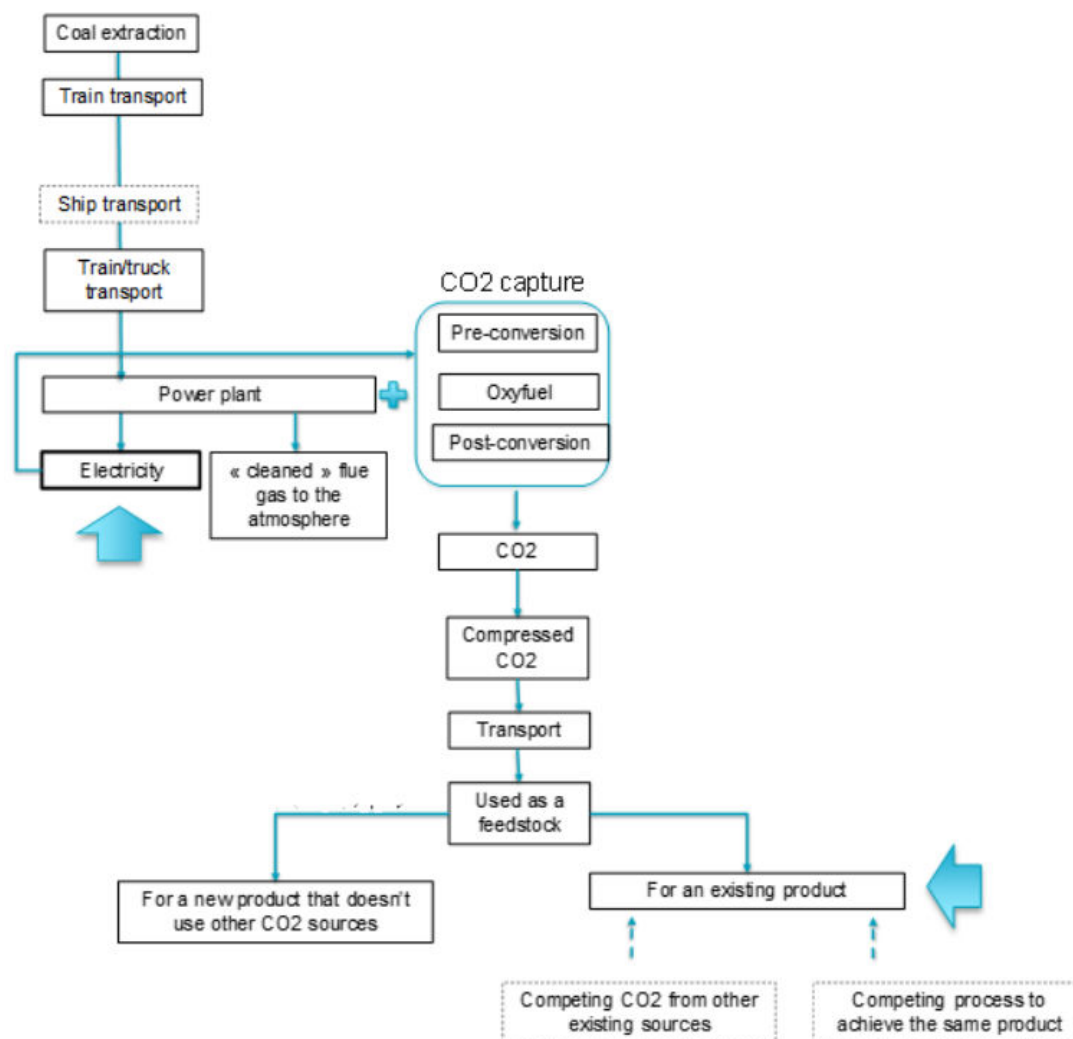 Coal extraction
Train transport
Ship transport
Train/truck
transport
CO2 capture
Pre-conversion
Oxyfuel
Post-conversion
Power plant
Electricity
« cleaned » flue
gas to the
atmosphere
CO2
Compressed
CO2
Transport
Used as a
feedstock
For a new product that doesn't
use other CO2 sources
For an existing product
Competing CO2 from other
existing sources
Competing process to
achieve the same product